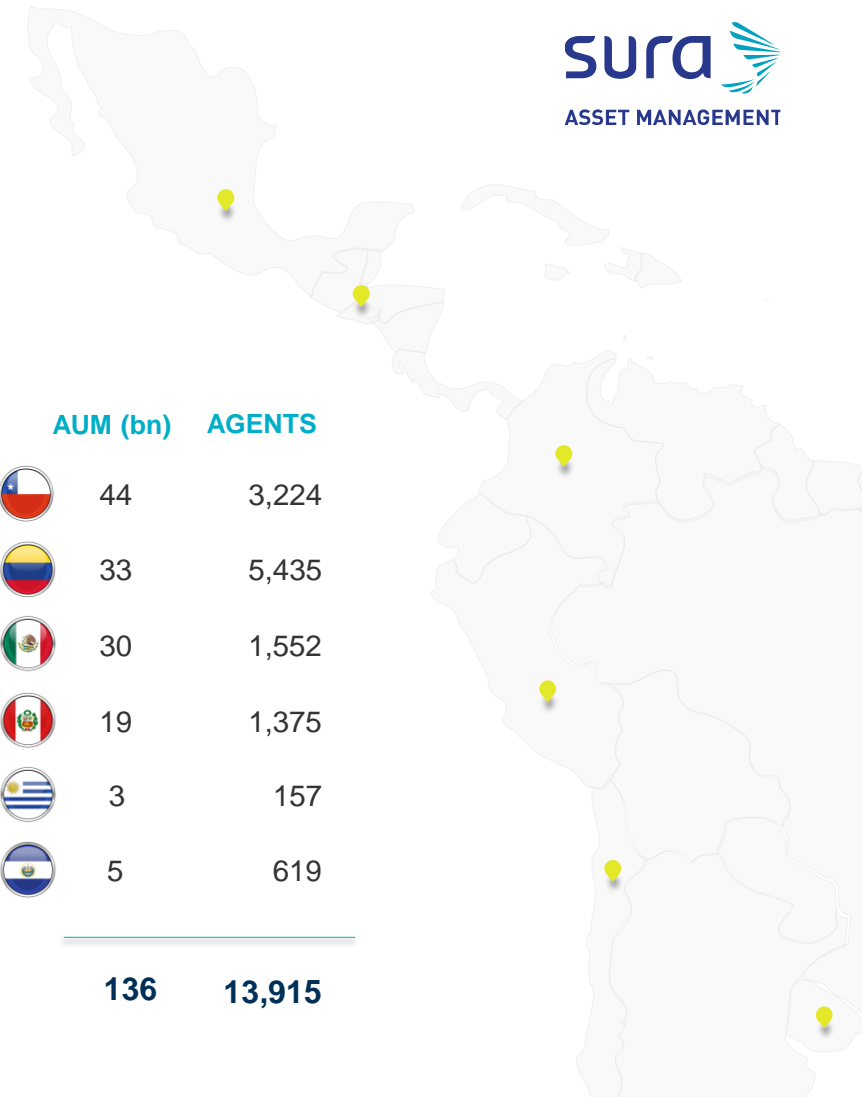 sura
ASSET MANAGEMENT
AUM (bn) AGENTS
44 3,224
33 5,435
30 1,552
19 1,375
3 157
5 619
136 13,915